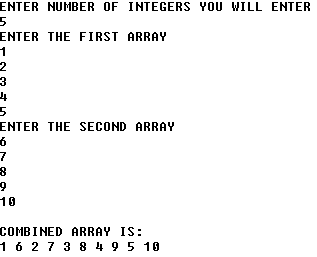 ENTER NUMBER OF INTEGERS YOU WILL ENTER
5
ENTER THE FIRST ARRAY
1
2
3
4
5
ENTER THE SECOND ARRAY
6
7
8
9
10
COMBINED ARRAY IS:
1 6 2 7 3 8 4 9 5 10